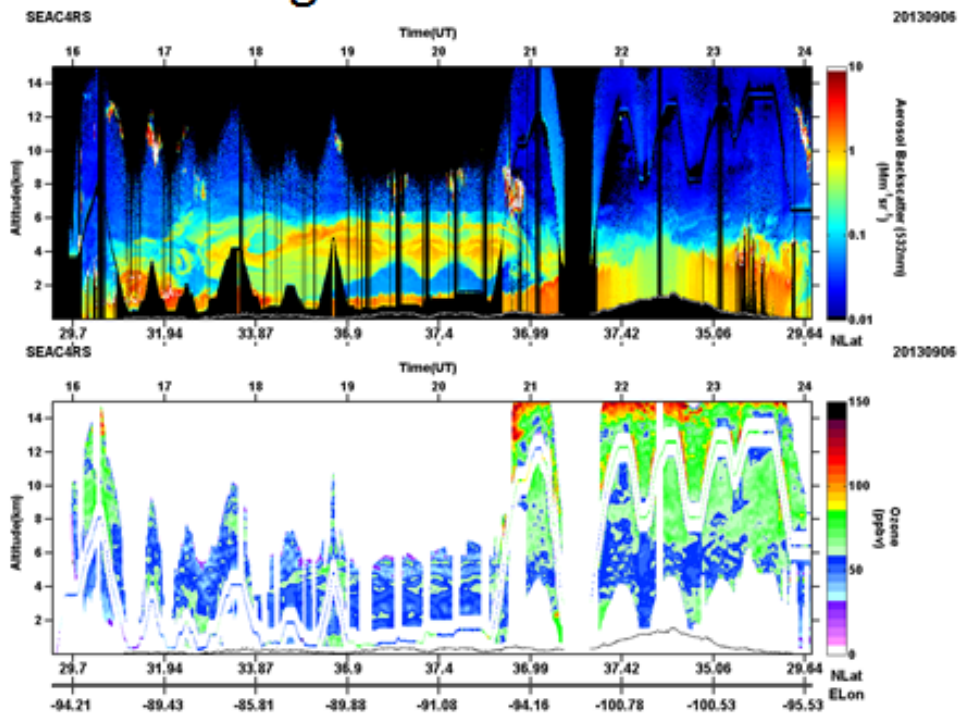 SEAC4RS 20130906
Time(UT)
16 17 18 19 20 21 22 23 24
14
12
10
8
6
4
2
Altitude(km)
10
1
0.1
0.01
Aerosol Backscatter (532nm)
(Mm⁻¹ sr⁻¹)
29.7 31.94 33.87 36.9 37.4 36.99 37.42 35.06 29.64 NLat
SEAC4RS 20130906
Time(UT)
16 17 18 19 20 21 22 23 24
14
12
10
8
6
4
2
Altitude(km)
150
100
50
0
Ozone
(ppbv)
29.7 31.94 33.87 36.9 37.4 36.99 37.42 35.06 29.64 NLat
-94.21 -89.43 -85.81 -89.88 -91.08 -94.16 -100.78 -100.53 -95.53 ELon